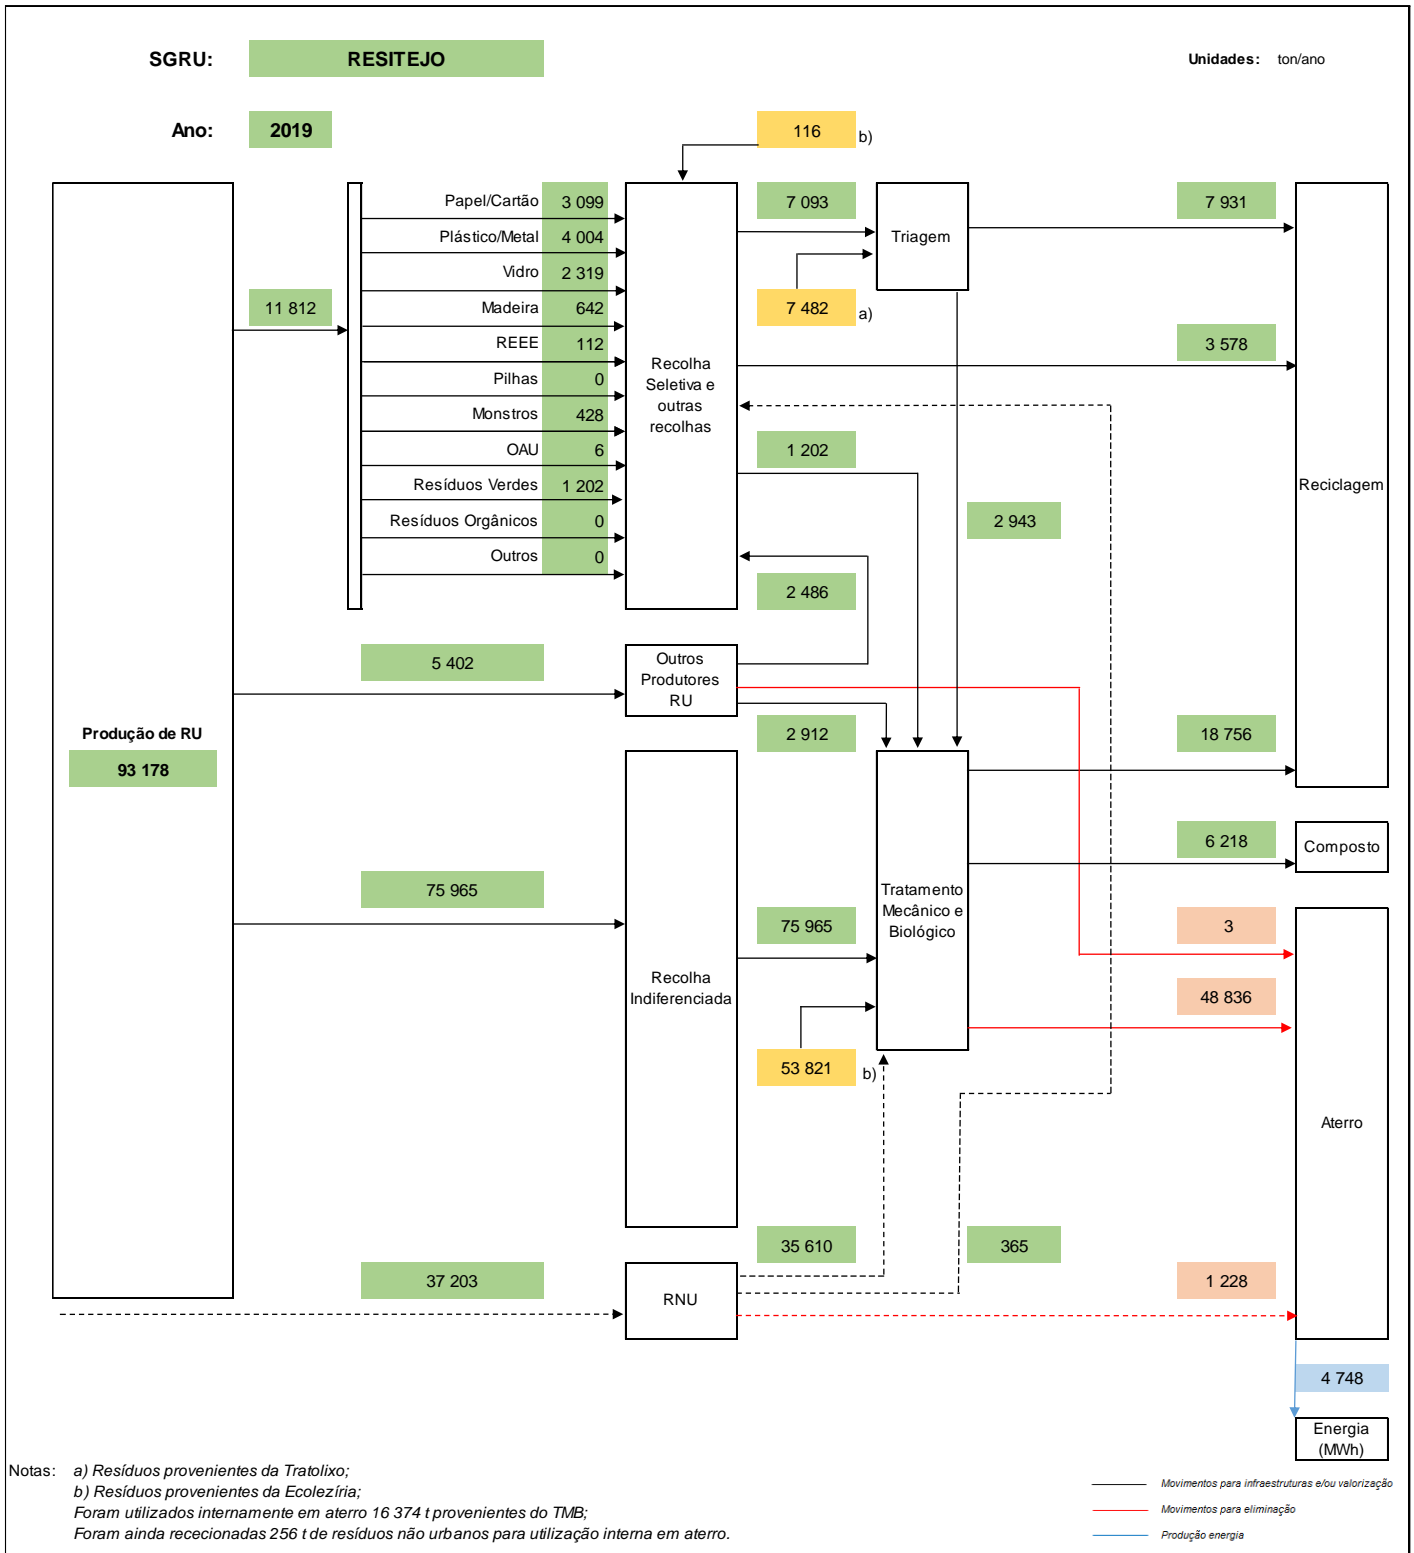 SGRU:
RESITEJO
Unidades: ton/ano
Ano:
2019
116
b)
Papel/Cartão 3 099
Plástico/Metal 4 004
Vidro 2 319
Madeira 642
REEE 112
Pilhas 0
Monstros 428
OAU 6
Resíduos Verdes 1 202
Resíduos Orgânicos 0
Outros 0
11 812
Recolha
Seletiva e
outras
recolhas
7 093
7 482
a)
Triagem
7 931
3 578
1 202
2 943
2 486
Reciclagem
5 402
Outros
Produtores
RU
2 912
18 756
Produção de RU
93 178
6 218
Composto
75 965
Recolha
Indiferenciada
75 965
53 821
b)
Tratamento
Mecânico e
Biológico
3
48 836
Aterro
35 610
365
37 203
RNU
1 228
4 748
Energia
(MWh)
Notas:
a) Resíduos provenientes da Tratolixo;
b) Resíduos provenientes da Ecolezíria;
Foram utilizados internamente em aterro 16 374 t provenientes do TMB;
Foram ainda rececionadas 256 t de resíduos não urbanos para utilização interna em aterro.
Movimentos para infraestruturas e/ou valorização
Movimentos para eliminação
Produção energia